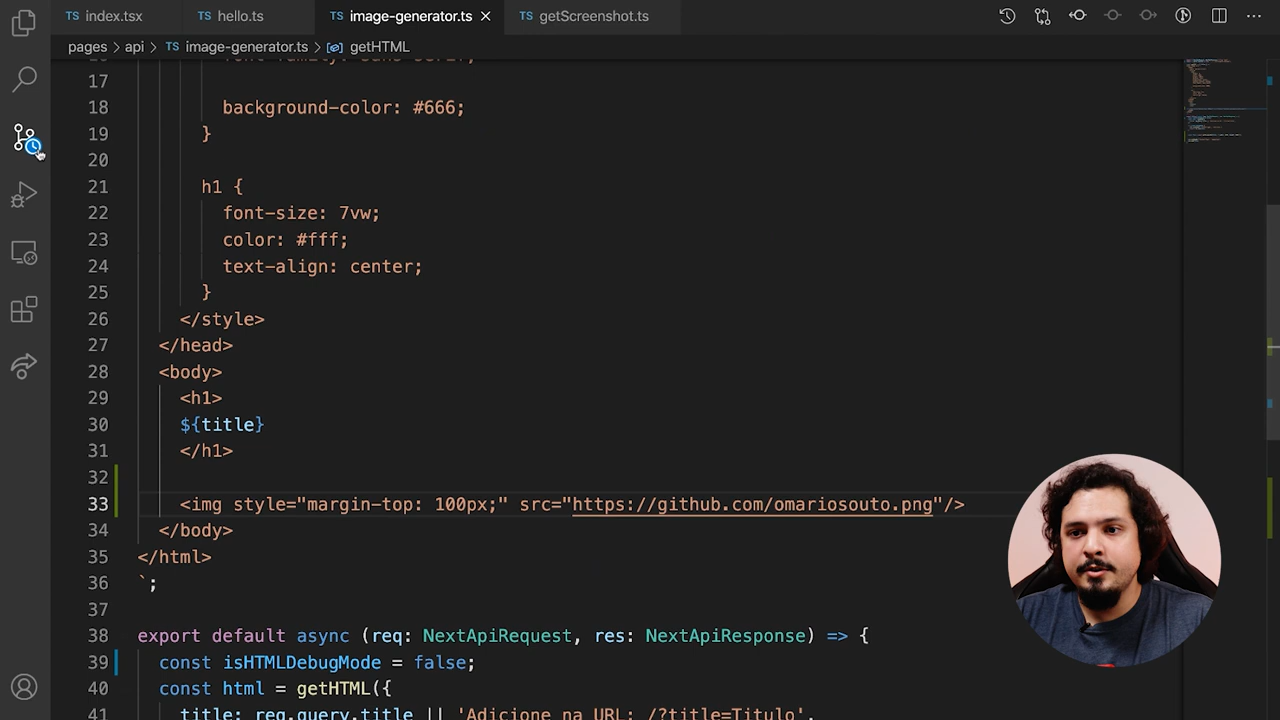 TS index.tsx
TS hello.ts
TS image-generator.ts
TS getScreenshot.ts
pages > api > TS image-generator.ts > getHTML
17
18 background-color: #666;
19 }
20
21 h1 {
22 font-size: 7vw;
23 color: #fff;
24 text-align: center;
25 }
26 </style>
27 </head>
28 <body>
29 <h1>
30 ${title}
31 </h1>
32
33 <img style="margin-top: 100px;" src="https://github.com/omariosouto.png"/>
34 </body>
35 </html>
36 `;
37
38 export default async (req: NextApiRequest, res: NextApiResponse) => {
39 const isHTMLDebugMode = false;
40 const html = getHTML({
41 title: req.query.title || 'Adicione na URL: /?title=Titulo',